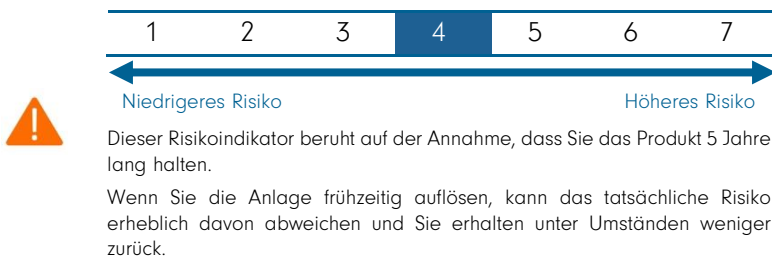 1 2 3 4 5 6 7
Niedrigeres Risiko Höheres Risiko
Dieser Risikoindikator beruht auf der Annahme, dass Sie das Produkt 5 Jahre
lang halten.
Wenn Sie die Anlage frühzeitig auflösen, kann das tatsächliche Risiko
erheblich davon abweichen und Sie erhalten unter Umständen weniger
zurück.